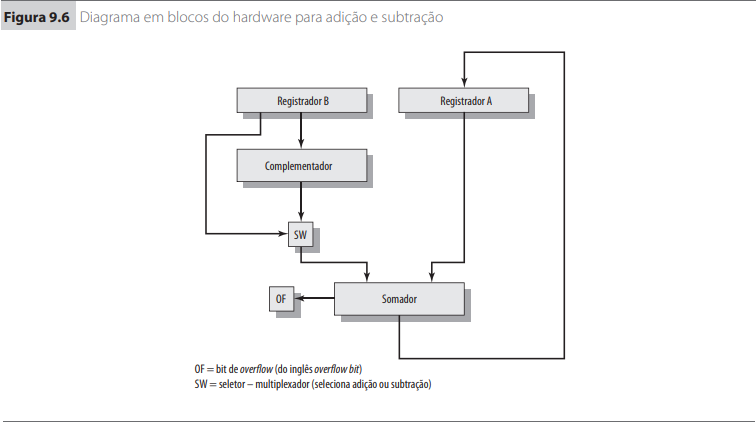 Figura 9.6 Diagrama em blocos do hardware para adição e subtração
Registrador B
Registrador A
Complementador
SW
OF
Somador
OF = bit de overflow (do inglês overflow bit)
SW = seletor – multiplexador (seleciona adição ou subtração)